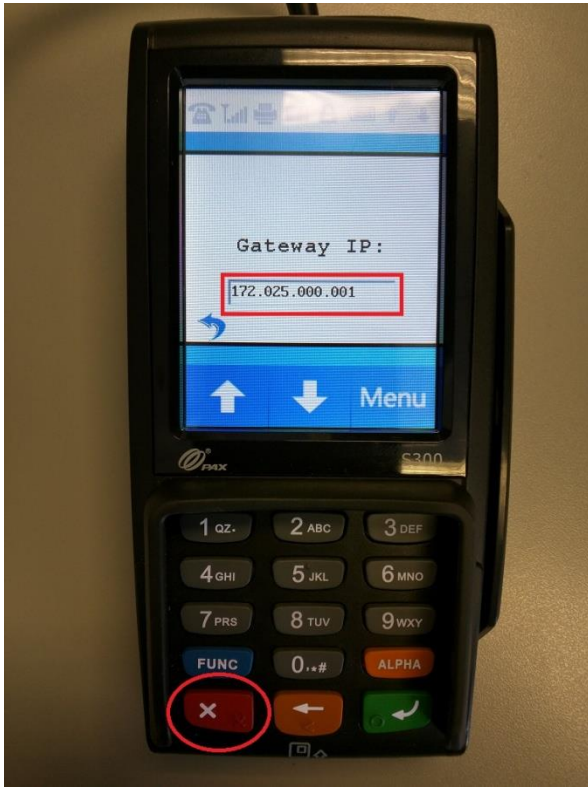 Gateway IP:
172.025.000.001
Menu
PAX
S300
1 QZ. 2 ABC 3 DEF
4 GHI 5 JKL 6 MNO
7 PRS 8 TUV 9 WXY
FUNC 0,*# ALPHA